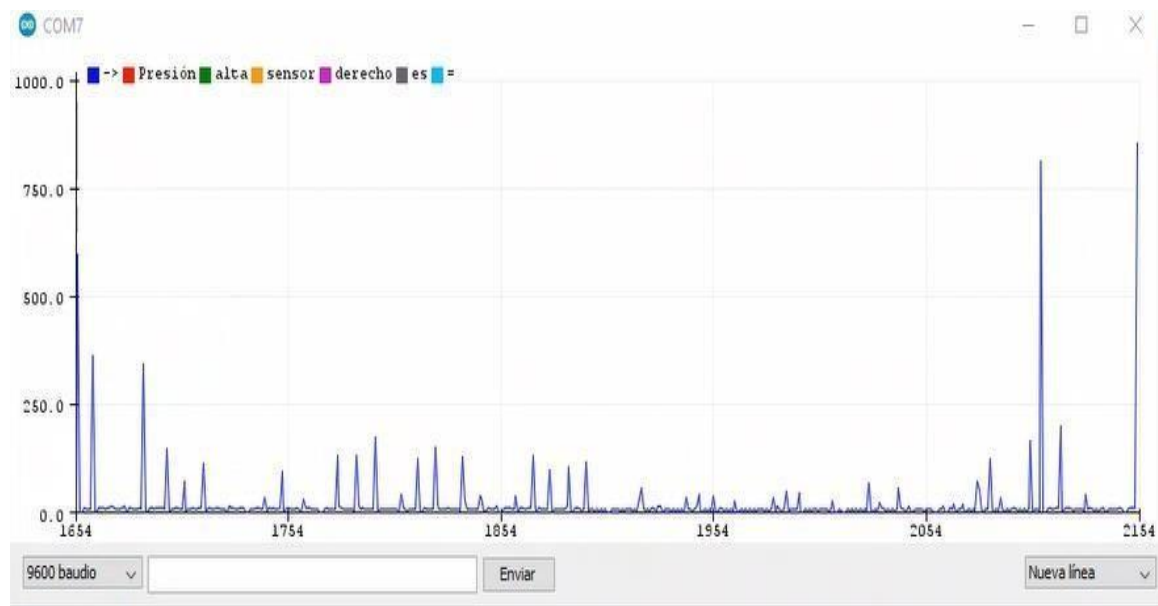 COM7
-> Presión alta sensor derecho es =
1000.0
750.0
500.0
250.0
0.0
1654 1754 1854 1954 2054 2154
9600 baudio Enviar Nueva línea